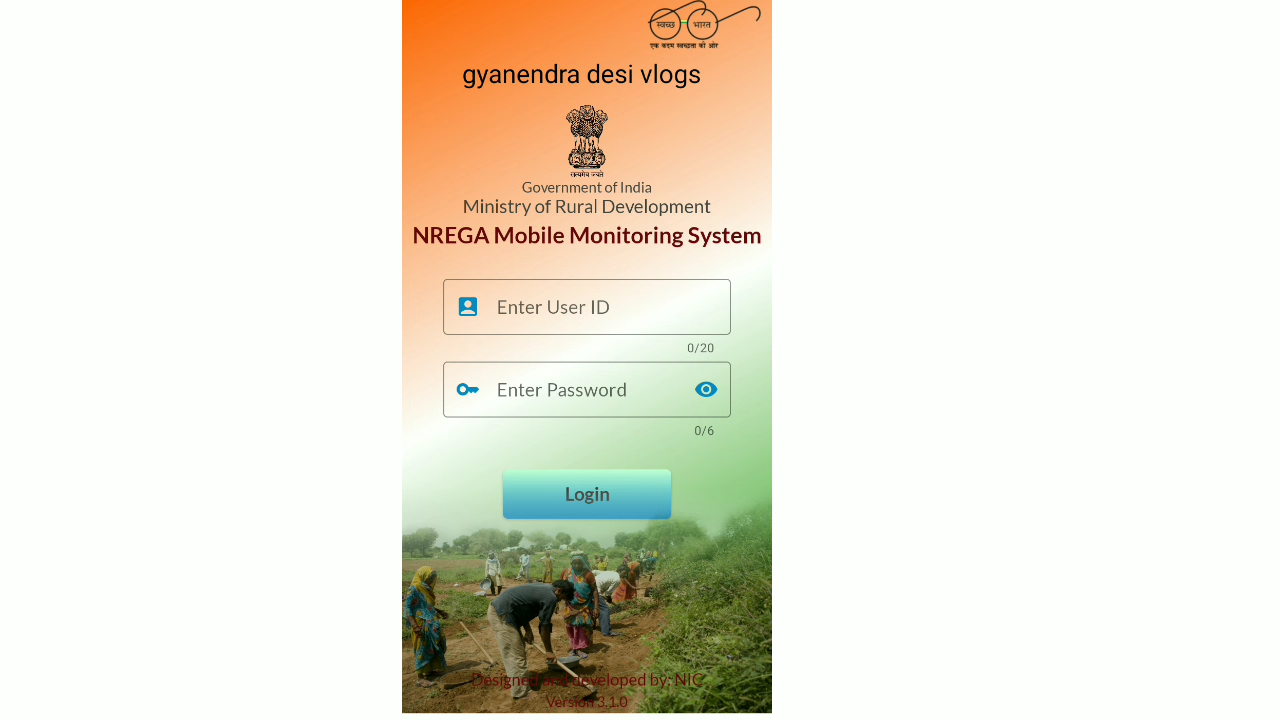 स्वच्छ भारत
एक कदम स्वच्छता की ओर
gyanendra desi vlogs
सत्यमेव जयते
Government of India
Ministry of Rural Development
NREGA Mobile Monitoring System
Enter User ID
0/20
Enter Password
0/6
Login
Designed and developed by: NIC
Version 3.1.0